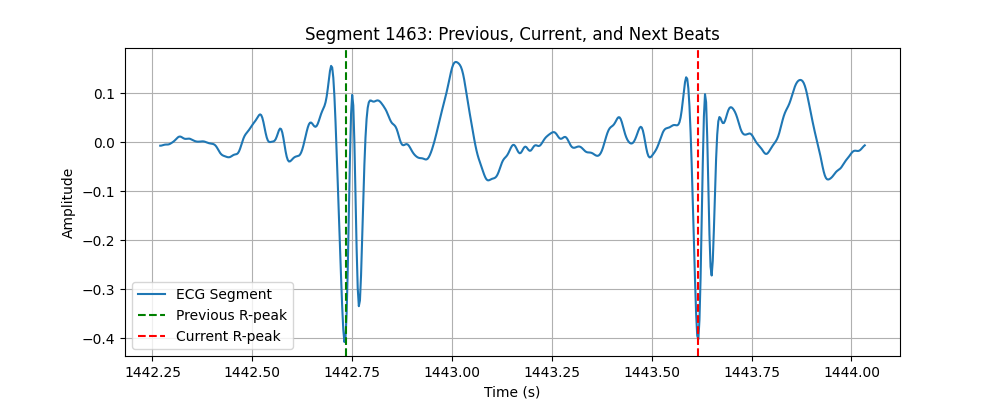 Segment 1463: Previous, Current, and Next Beats
Amplitude
0.1
0.0
−0.1
−0.2
−0.3
−0.4
ECG Segment
Previous R-peak
Current R-peak
1442.25 1442.50 1442.75 1443.00 1443.25 1443.50 1443.75 1444.00
Time (s)